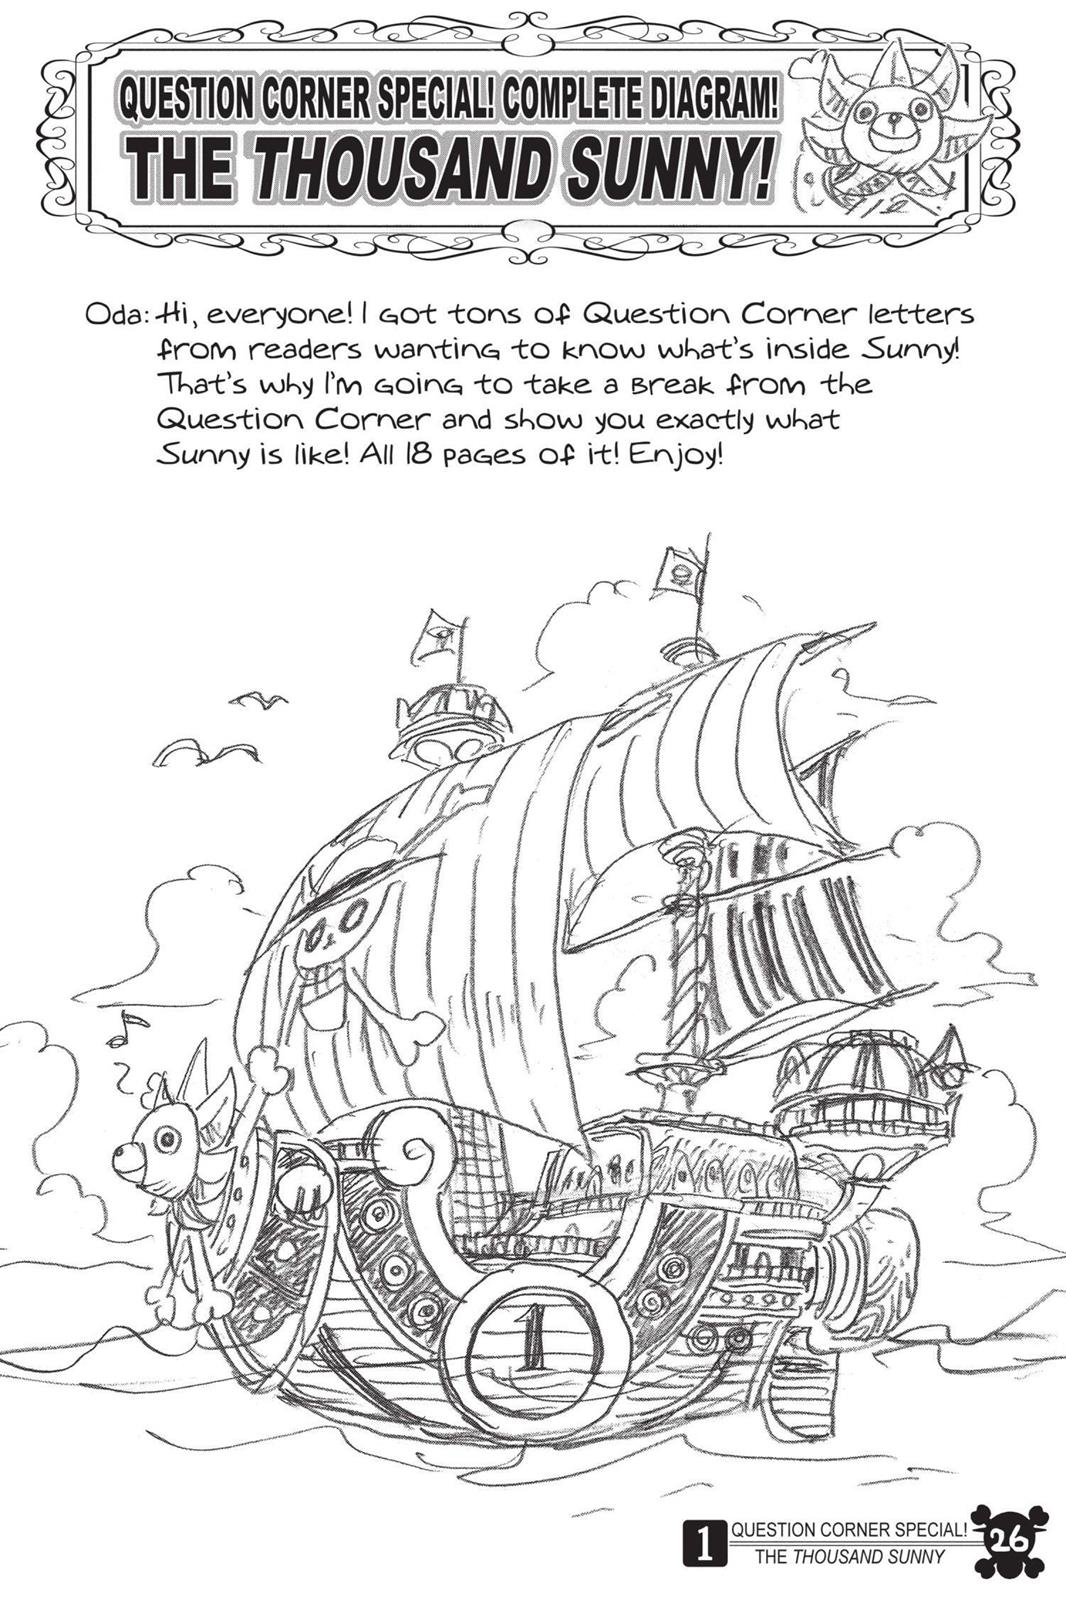 QUESTION CORNER SPECIAL! COMPLETE DIAGRAM!
THE THOUSAND SUNNY!
Oda: Hi, everyone! I got tons of Question Corner letters
from readers wanting to know what's inside Sunny!
That's why I'm going to take a break from the
Question Corner and show you exactly what
Sunny is like! All 18 pages of it! Enjoy!
1
1 QUESTION CORNER SPECIAL!
THE THOUSAND SUNNY
26